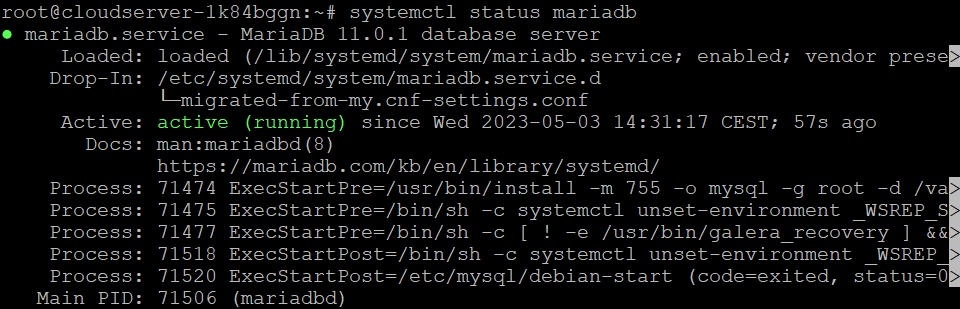 root@cloudserver-1k84bggn:~# systemctl status mariadb
● mariadb.service - MariaDB 11.0.1 database server
     Loaded: loaded (/lib/systemd/system/mariadb.service; enabled; vendor prese>
    Drop-In: /etc/systemd/system/mariadb.service.d
             └─migrated-from-my.cnf-settings.conf
     Active: active (running) since Wed 2023-05-03 14:31:17 CEST; 57s ago
       Docs: man:mariadbd(8)
             https://mariadb.com/kb/en/library/systemd/
    Process: 71474 ExecStartPre=/usr/bin/install -m 755 -o mysql -g root -d /va>
    Process: 71475 ExecStartPre=/bin/sh -c systemctl unset-environment _WSREP_S>
    Process: 71477 ExecStartPre=/bin/sh -c [ ! -e /usr/bin/galera_recovery ] &&>
    Process: 71518 ExecStartPost=/bin/sh -c systemctl unset-environment _WSREP_>
    Process: 71520 ExecStartPost=/etc/mysql/debian-start (code=exited, status=0>
   Main PID: 71506 (mariadbd)